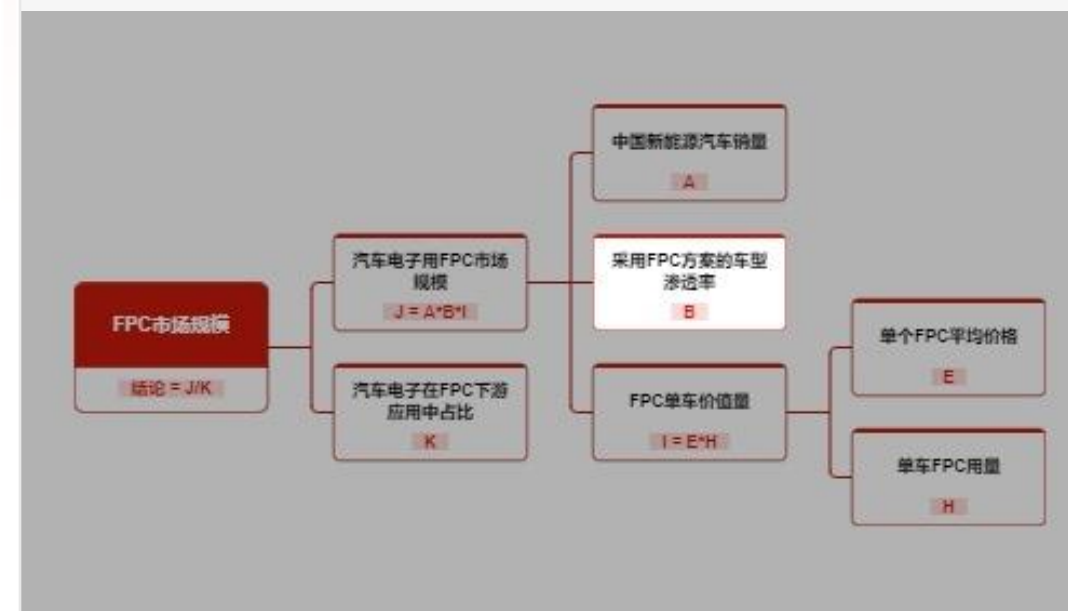 中国新能源汽车销量
A
汽车电子用FPC市场
规模
J = A*B*I
采用FPC方案的车型
渗透率
B
FPC市场规模
结论 = J/K
单个FPC平均价格
E
汽车电子在FPC下游
应用中占比
K
FPC单车价值量
I = E*H
单车FPC用量
H